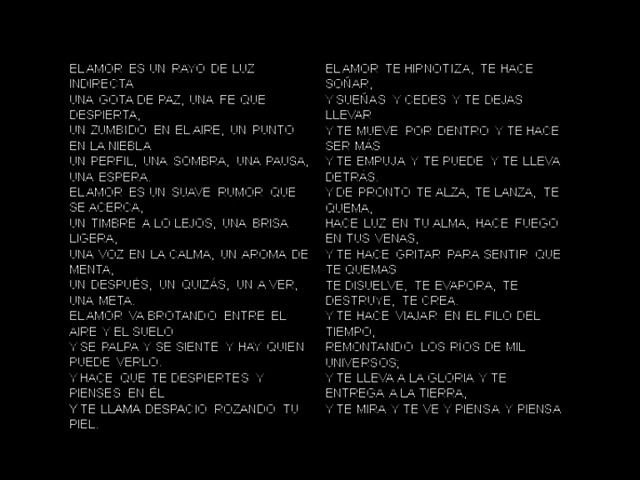 EL AMOR ES UN RAYO DE LUZ
INDIRECTA
UNA GOTA DE PAZ, UNA FE QUE
DESPIERTA,
UN ZUMBIDO EN EL AIRE, UN PUNTO
EN LA NIEBLA
UN PERFIL, UNA SOMBRA, UNA PAUSA,
UNA ESPERA.
EL AMOR ES UN SUAVE RUMOR QUE
SE ACERCA,
UN TIMBRE A LO LEJOS, UNA BRISA
LIGERA,
UNA VOZ EN LA CALMA, UN AROMA DE
MENTA,
UN DESPUÉS, UN QUIZÁS, UN A VER,
UNA META.
EL AMOR VA BROTANDO ENTRE EL
AIRE Y EL SUELO
Y SE PALPA Y SE SIENTE Y HAY QUIEN
PUEDE VERLO.
Y HACE QUE TE DESPIERTES Y
PIENSES EN ÉL
Y TE LLAMA DESPACIO ROZANDO TU
PIEL.
EL AMOR TE HIPNOTIZA, TE HACE
SOÑAR,
Y SUEÑAS Y CEDES Y TE DEJAS
LLEVAR
Y TE MUEVE POR DENTRO Y TE HACE
SER MÁS
Y TE EMPUJA Y TE PUEDE Y TE LLEVA
DETRÁS.
Y DE PRONTO TE ALZA, TE LANZA, TE
QUEMA,
HACE LUZ EN TU ALMA, HACE FUEGO
EN TUS VENAS,
Y TE HACE GRITAR PARA SENTIR QUE
TE QUEMAS
TE DISUELVE, TE EVAPORA, TE
DESTRUYE, TE CREA.
Y TE HACE VIAJAR EN EL FILO DEL
TIEMPO,
REMONTANDO LOS RÍOS DE MIL
UNIVERSOS;
Y TE LLEVA A LA GLORIA Y TE
ENTREGA A LA TIERRA,
Y TE MIRA Y TE VE Y PIENSA Y PIENSA